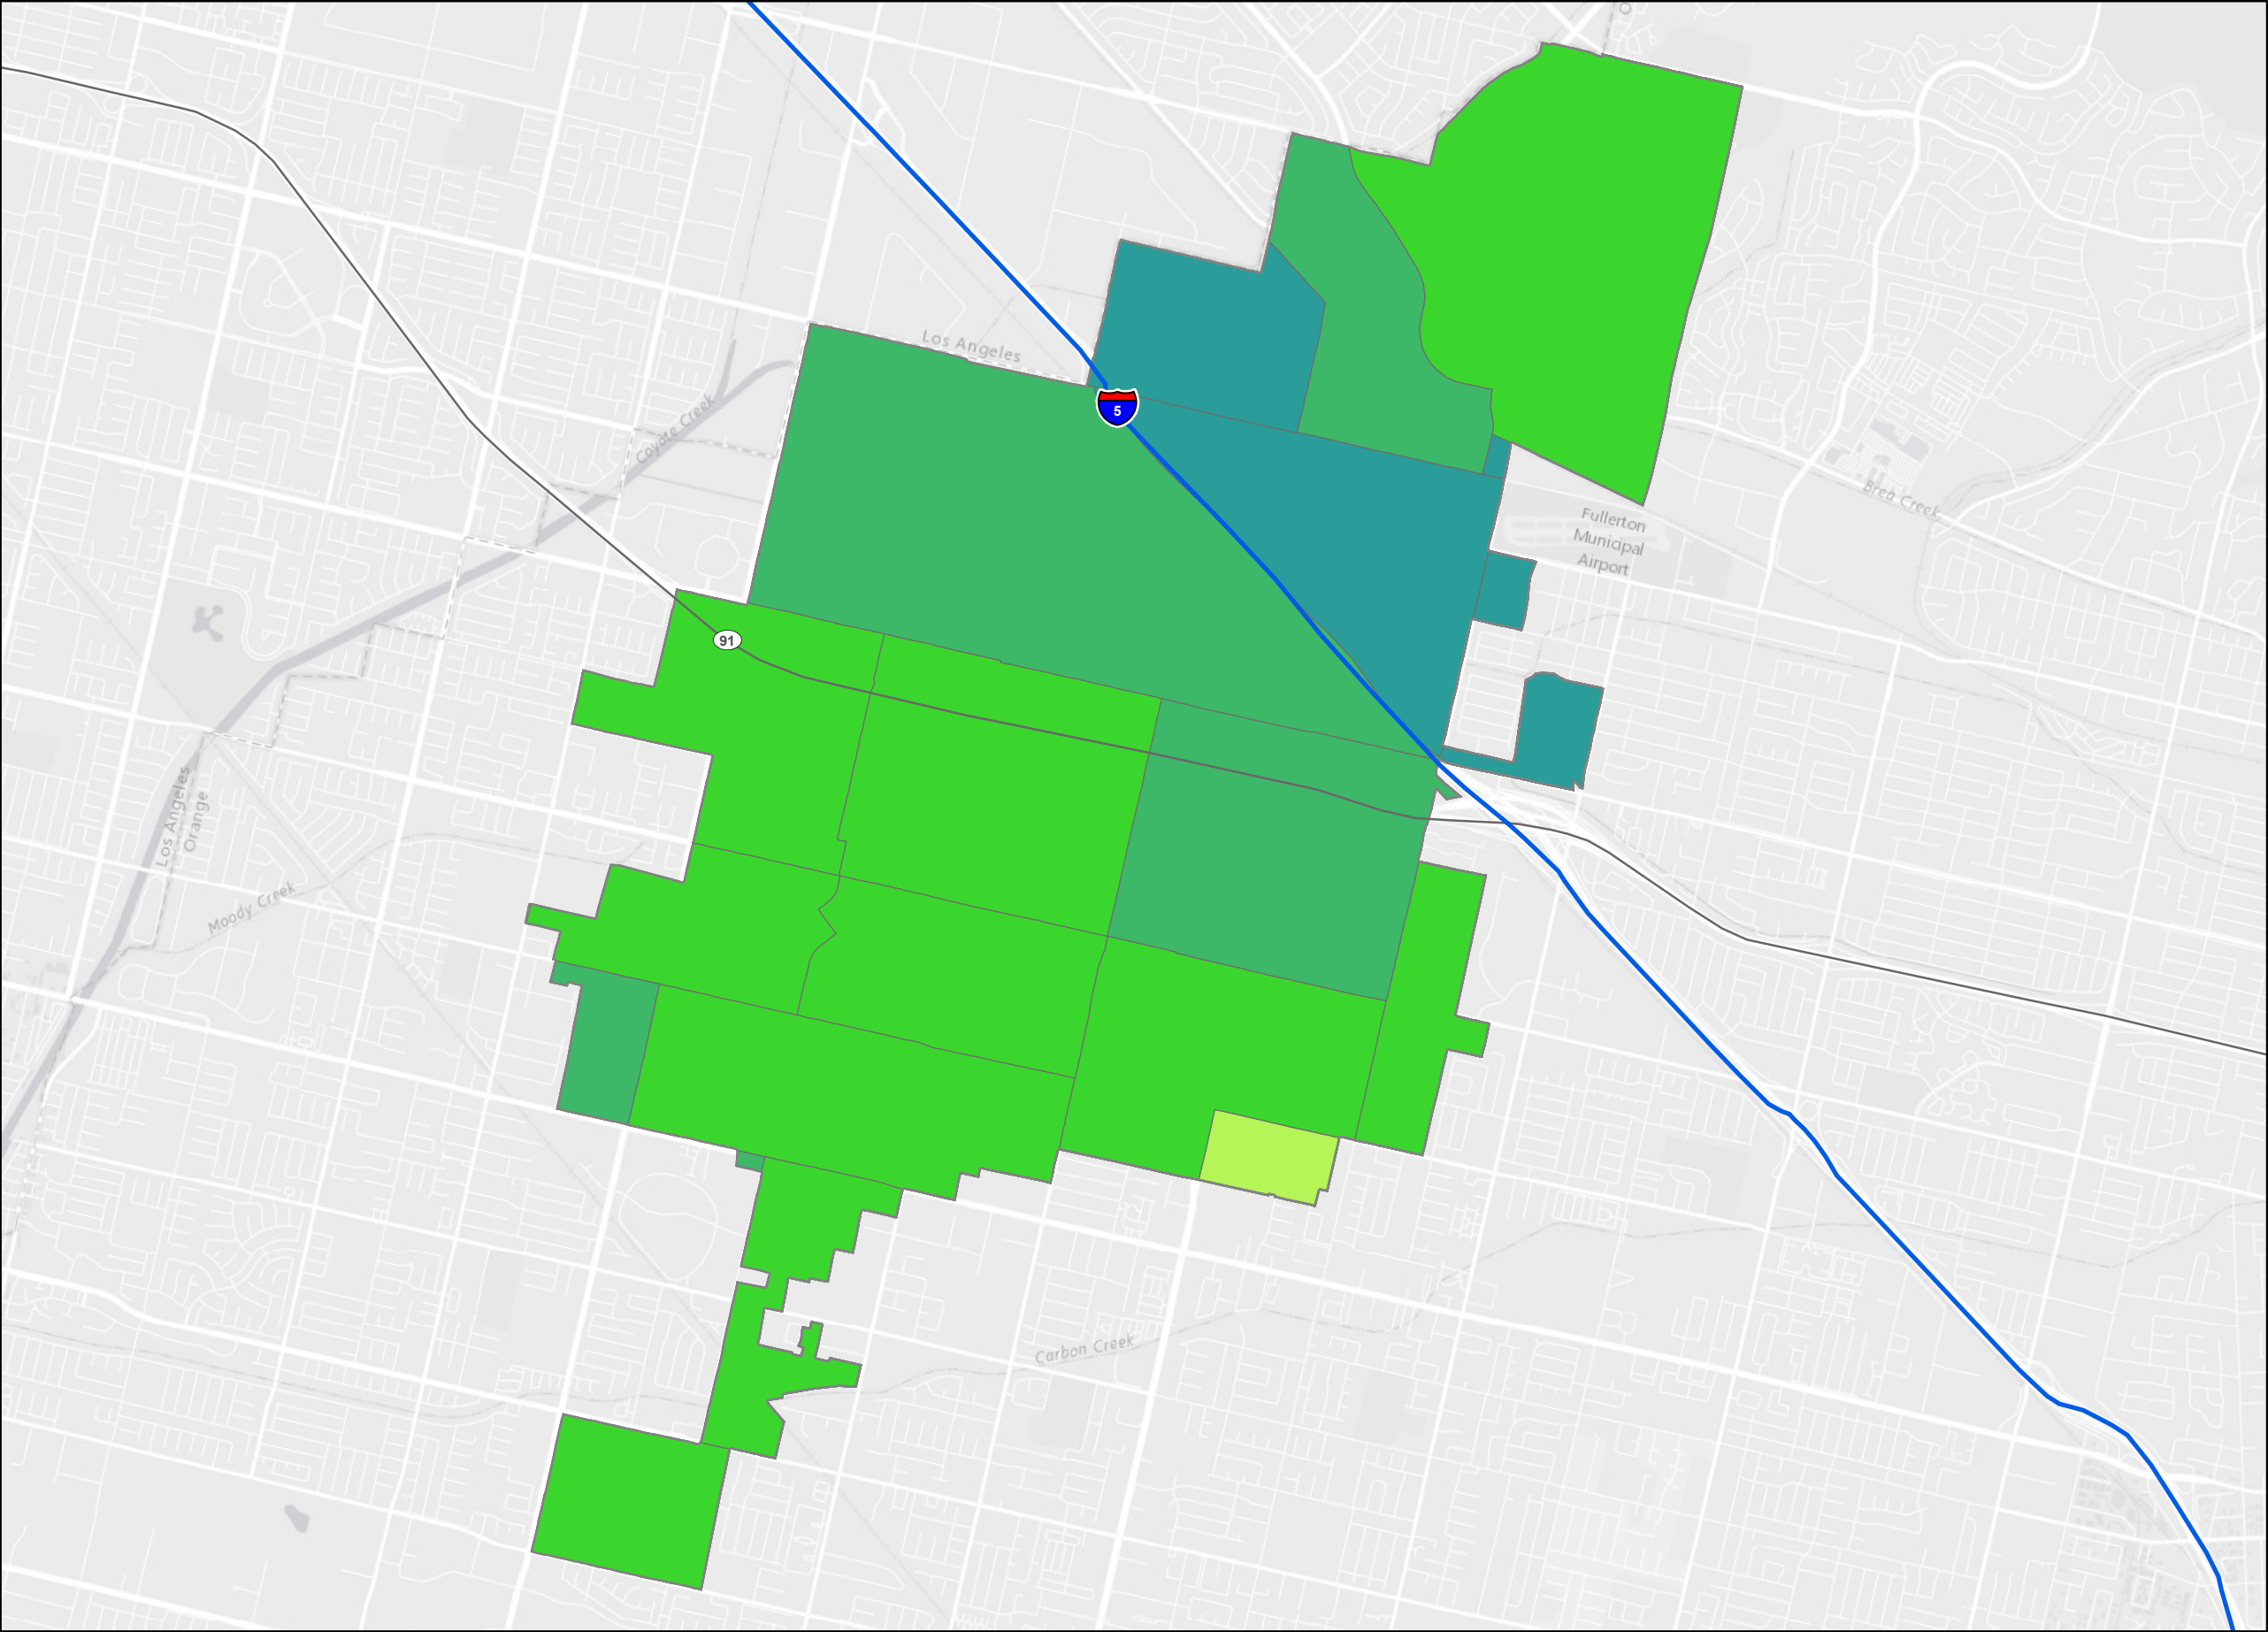 Los Angeles
5
Coyote Creek
Brea Creek
Fullerton
Municipal
Airport
91
Los Angeles
Orange
Moody Creek
Carbon Creek